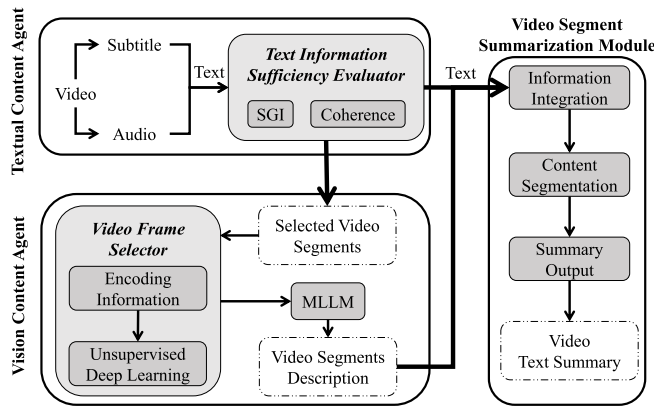 Textual Content Agent
Subtitle
Video
Audio
Text
Text Information
Sufficiency Evaluator
SGI
Coherence
Text
Vision Content Agent
Video Frame
Selector
Encoding
Information
Unsupervised
Deep Learning
Selected Video
Segments
MLLM
Video Segments
Description
Video Segment
Summarization Module
Information
Integration
Content
Segmentation
Summary
Output
Video
Text Summary